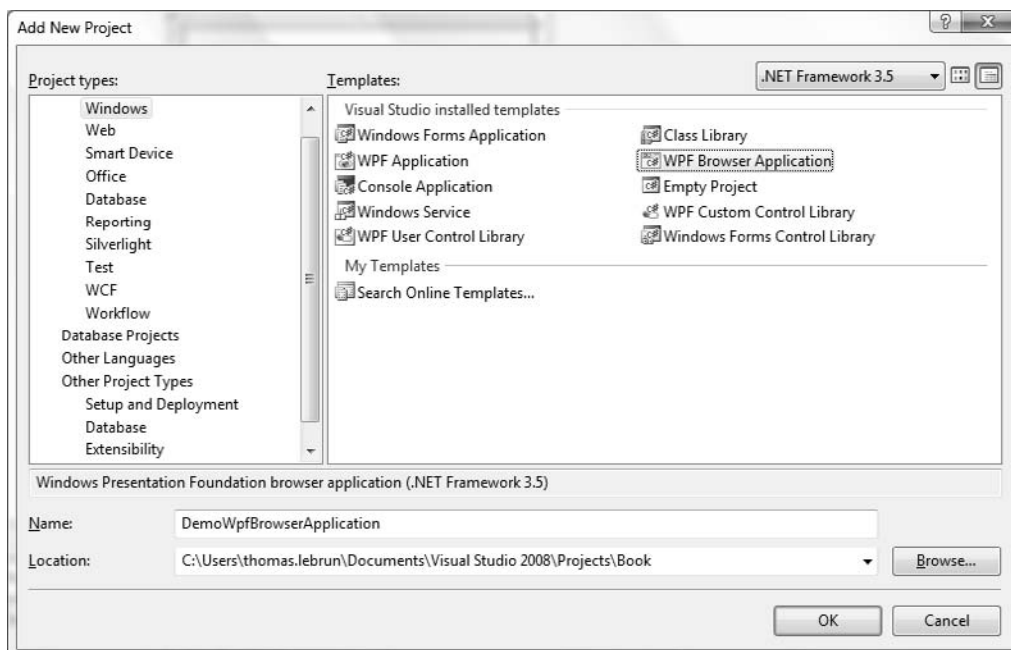 Add New Project
Project types:
Templates:
.NET Framework 3.5
Windows
Web
Smart Device
Office
Database
Reporting
Silverlight
Test
WCF
Workflow
Database Projects
Other Languages
Other Project Types
Setup and Deployment
Database
Extensibility
Visual Studio installed templates
Windows Forms Application
WPF Application
Console Application
Windows Service
WPF User Control Library
Class Library
WPF Browser Application
Empty Project
WPF Custom Control Library
Windows Forms Control Library
My Templates
Search Online Templates...
Windows Presentation Foundation browser application (.NET Framework 3.5)
Name:
DemoWpfBrowserApplication
Location:
C:\Users\thomas.lebrun\Documents\Visual Studio 2008\Projects\Book
Browse...
OK
Cancel